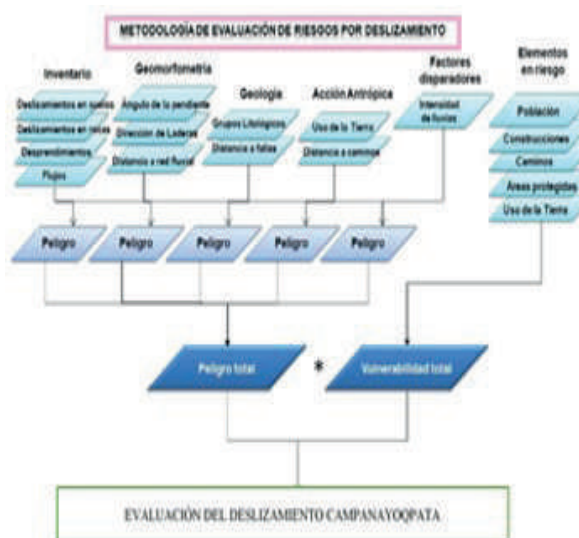 METODOLOGÍA DE EVALUACIÓN DE RIESGOS POR DESLIZAMIENTO
Inventario
Deslizamientos en suelos
Deslizamientos en rocas
Desprendimientos
Flujos
Geomorfometría
Ángulo de la pendiente
Dirección de Laderas
Distancia a red fluvial
Geología
Grupos Litológicos
Distancia a fallas
Acción Antrópica
Uso de la Tierra
Distancia a caminos
Factores
disparadores
Intensidad
de lluvias
Elementos
en riesgo
Población
Construcciones
Caminos
Áreas protegidas
Uso de la Tierra
Peligro
Peligro
Peligro
Peligro
Peligro
Peligro total
*
Vulnerabilidad total
EVALUACIÓN DEL DESLIZAMIENTO CAMPANAYOQPATA